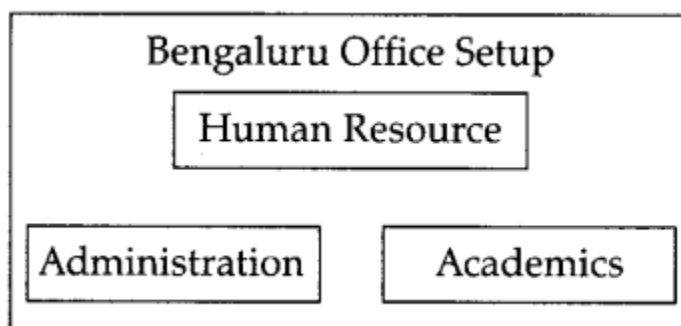 Bengaluru Office Setup
Human Resource
Administration
Academics